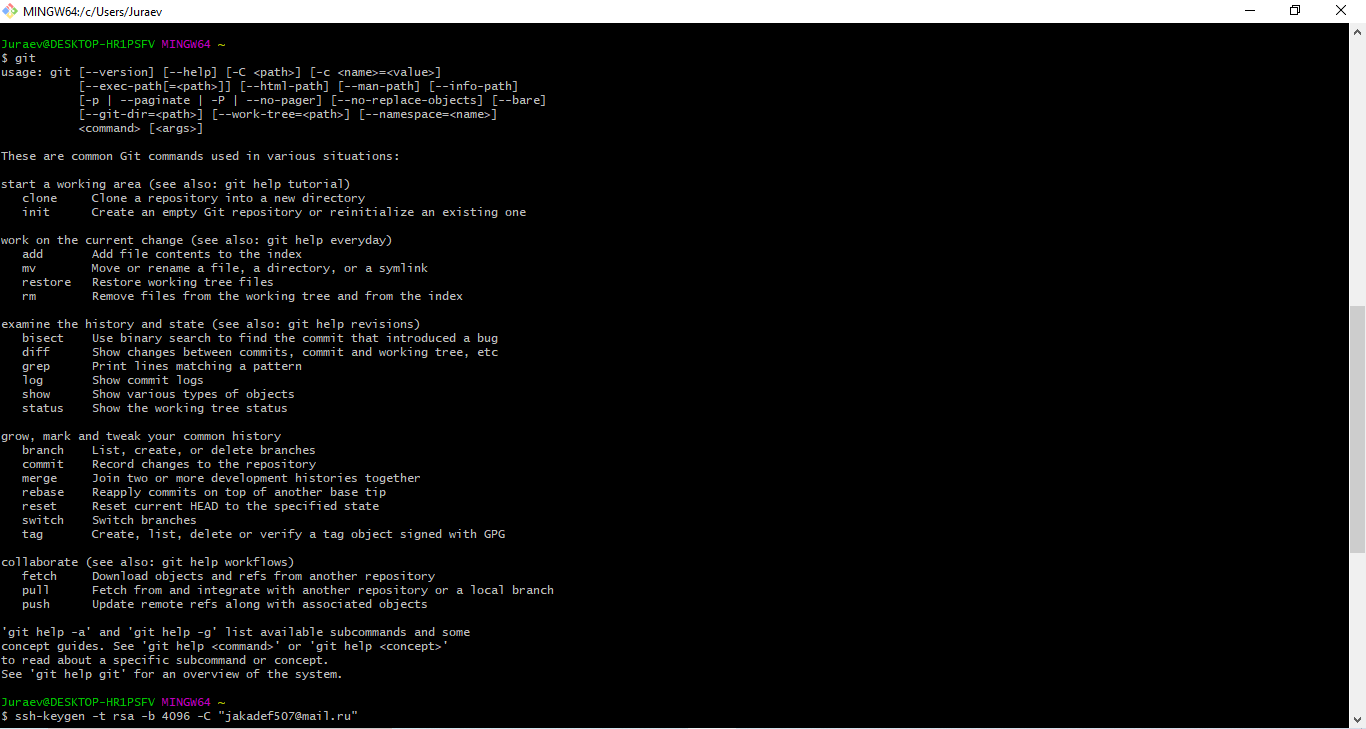 MINGW64:/c/Users/Juraev
Juraev@DESKTOP-HR1PSFV MINGW64 ~
$ git
usage: git [--version] [--help] [-C <path>] [-c <name>=<value>]
           [--exec-path[=<path>]] [--html-path] [--man-path] [--info-path]
           [-p | --paginate | -P | --no-pager] [--no-replace-objects] [--bare]
           [--git-dir=<path>] [--work-tree=<path>] [--namespace=<name>]
           <command> [<args>]

These are common Git commands used in various situations:

start a working area (see also: git help tutorial)
   clone     Clone a repository into a new directory
   init      Create an empty Git repository or reinitialize an existing one

work on the current change (see also: git help everyday)
   add       Add file contents to the index
   mv        Move or rename a file, a directory, or a symlink
   restore   Restore working tree files
   rm        Remove files from the working tree and from the index

examine the history and state (see also: git help revisions)
   bisect    Use binary search to find the commit that introduced a bug
   diff      Show changes between commits, commit and working tree, etc
   grep      Print lines matching a pattern
   log       Show commit logs
   show      Show various types of objects
   status    Show the working tree status

grow, mark and tweak your common history
   branch    List, create, or delete branches
   commit    Record changes to the repository
   merge     Join two or more development histories together
   rebase    Reapply commits on top of another base tip
   reset     Reset current HEAD to the specified state
   switch    Switch branches
   tag       Create, list, delete or verify a tag object signed with GPG

collaborate (see also: git help workflows)
   fetch     Download objects and refs from another repository
   pull      Fetch from and integrate with another repository or a local branch
   push      Update remote refs along with associated objects

'git help -a' and 'git help -g' list available subcommands and some
concept guides. See 'git help <command>' or 'git help <concept>'
to read about a specific subcommand or concept.
See 'git help git' for an overview of the system.

Juraev@DESKTOP-HR1PSFV MINGW64 ~
$ ssh-keygen -t rsa -b 4096 -C "jakadef507@mail.ru"